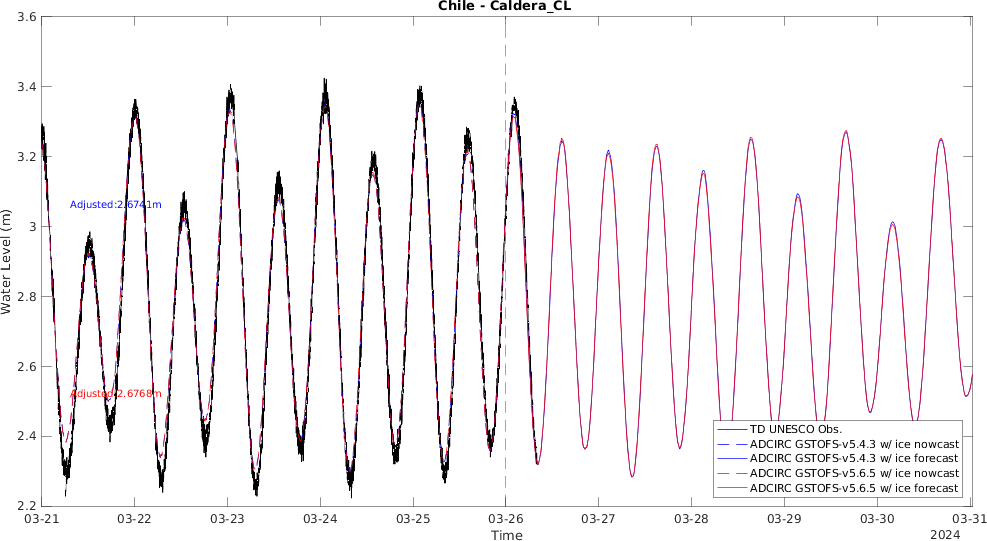 Chile - Caldera_CL
3.6
3.4
3.2
3
2.8
2.6
2.4
2.2
Water Level (m)
Adjusted:2.6741m
Adjusted:2.6768m
TD UNESCO Obs.
ADCIRC GSTOFS-v5.4.3 w/ ice nowcast
ADCIRC GSTOFS-v5.4.3 w/ ice forecast
ADCIRC GSTOFS-v5.6.5 w/ ice nowcast
ADCIRC GSTOFS-v5.6.5 w/ ice forecast
03-21 03-22 03-23 03-24 03-25 03-26 03-27 03-28 03-29 03-30 03-31
Time
2024